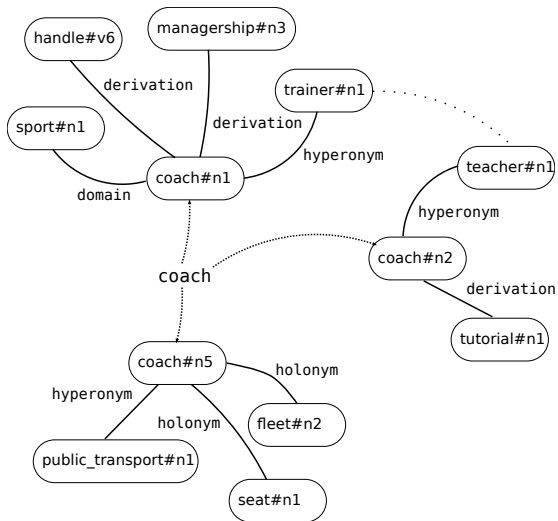 managership#n3
handle#v6
derivation
trainer#n1
sport#n1
derivation
hyperonym
teacher#n1
coach#n1
domain
hyperonym
coach#n2
coach
derivation
tutorial#n1
coach#n5
holonym
hyperonym
holonym
fleet#n2
public_transport#n1
seat#n1